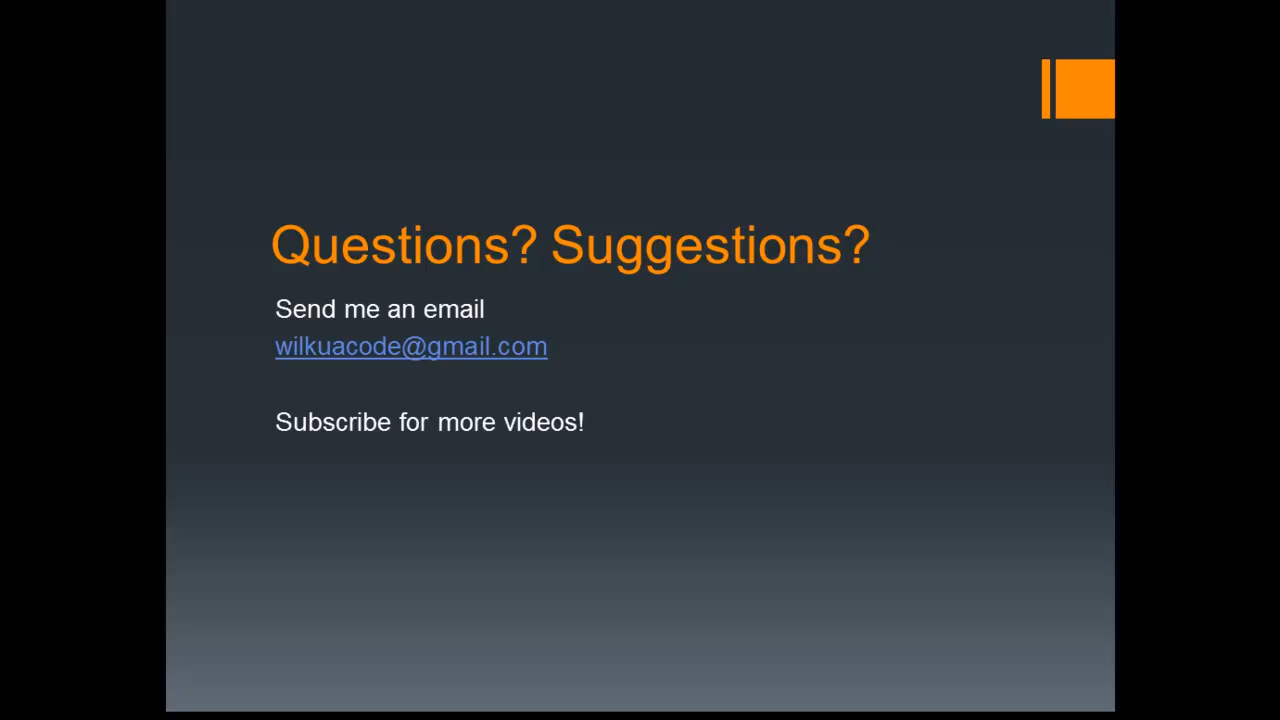 Questions? Suggestions?
Send me an email
wilkuacode@gmail.com
Subscribe for more videos!